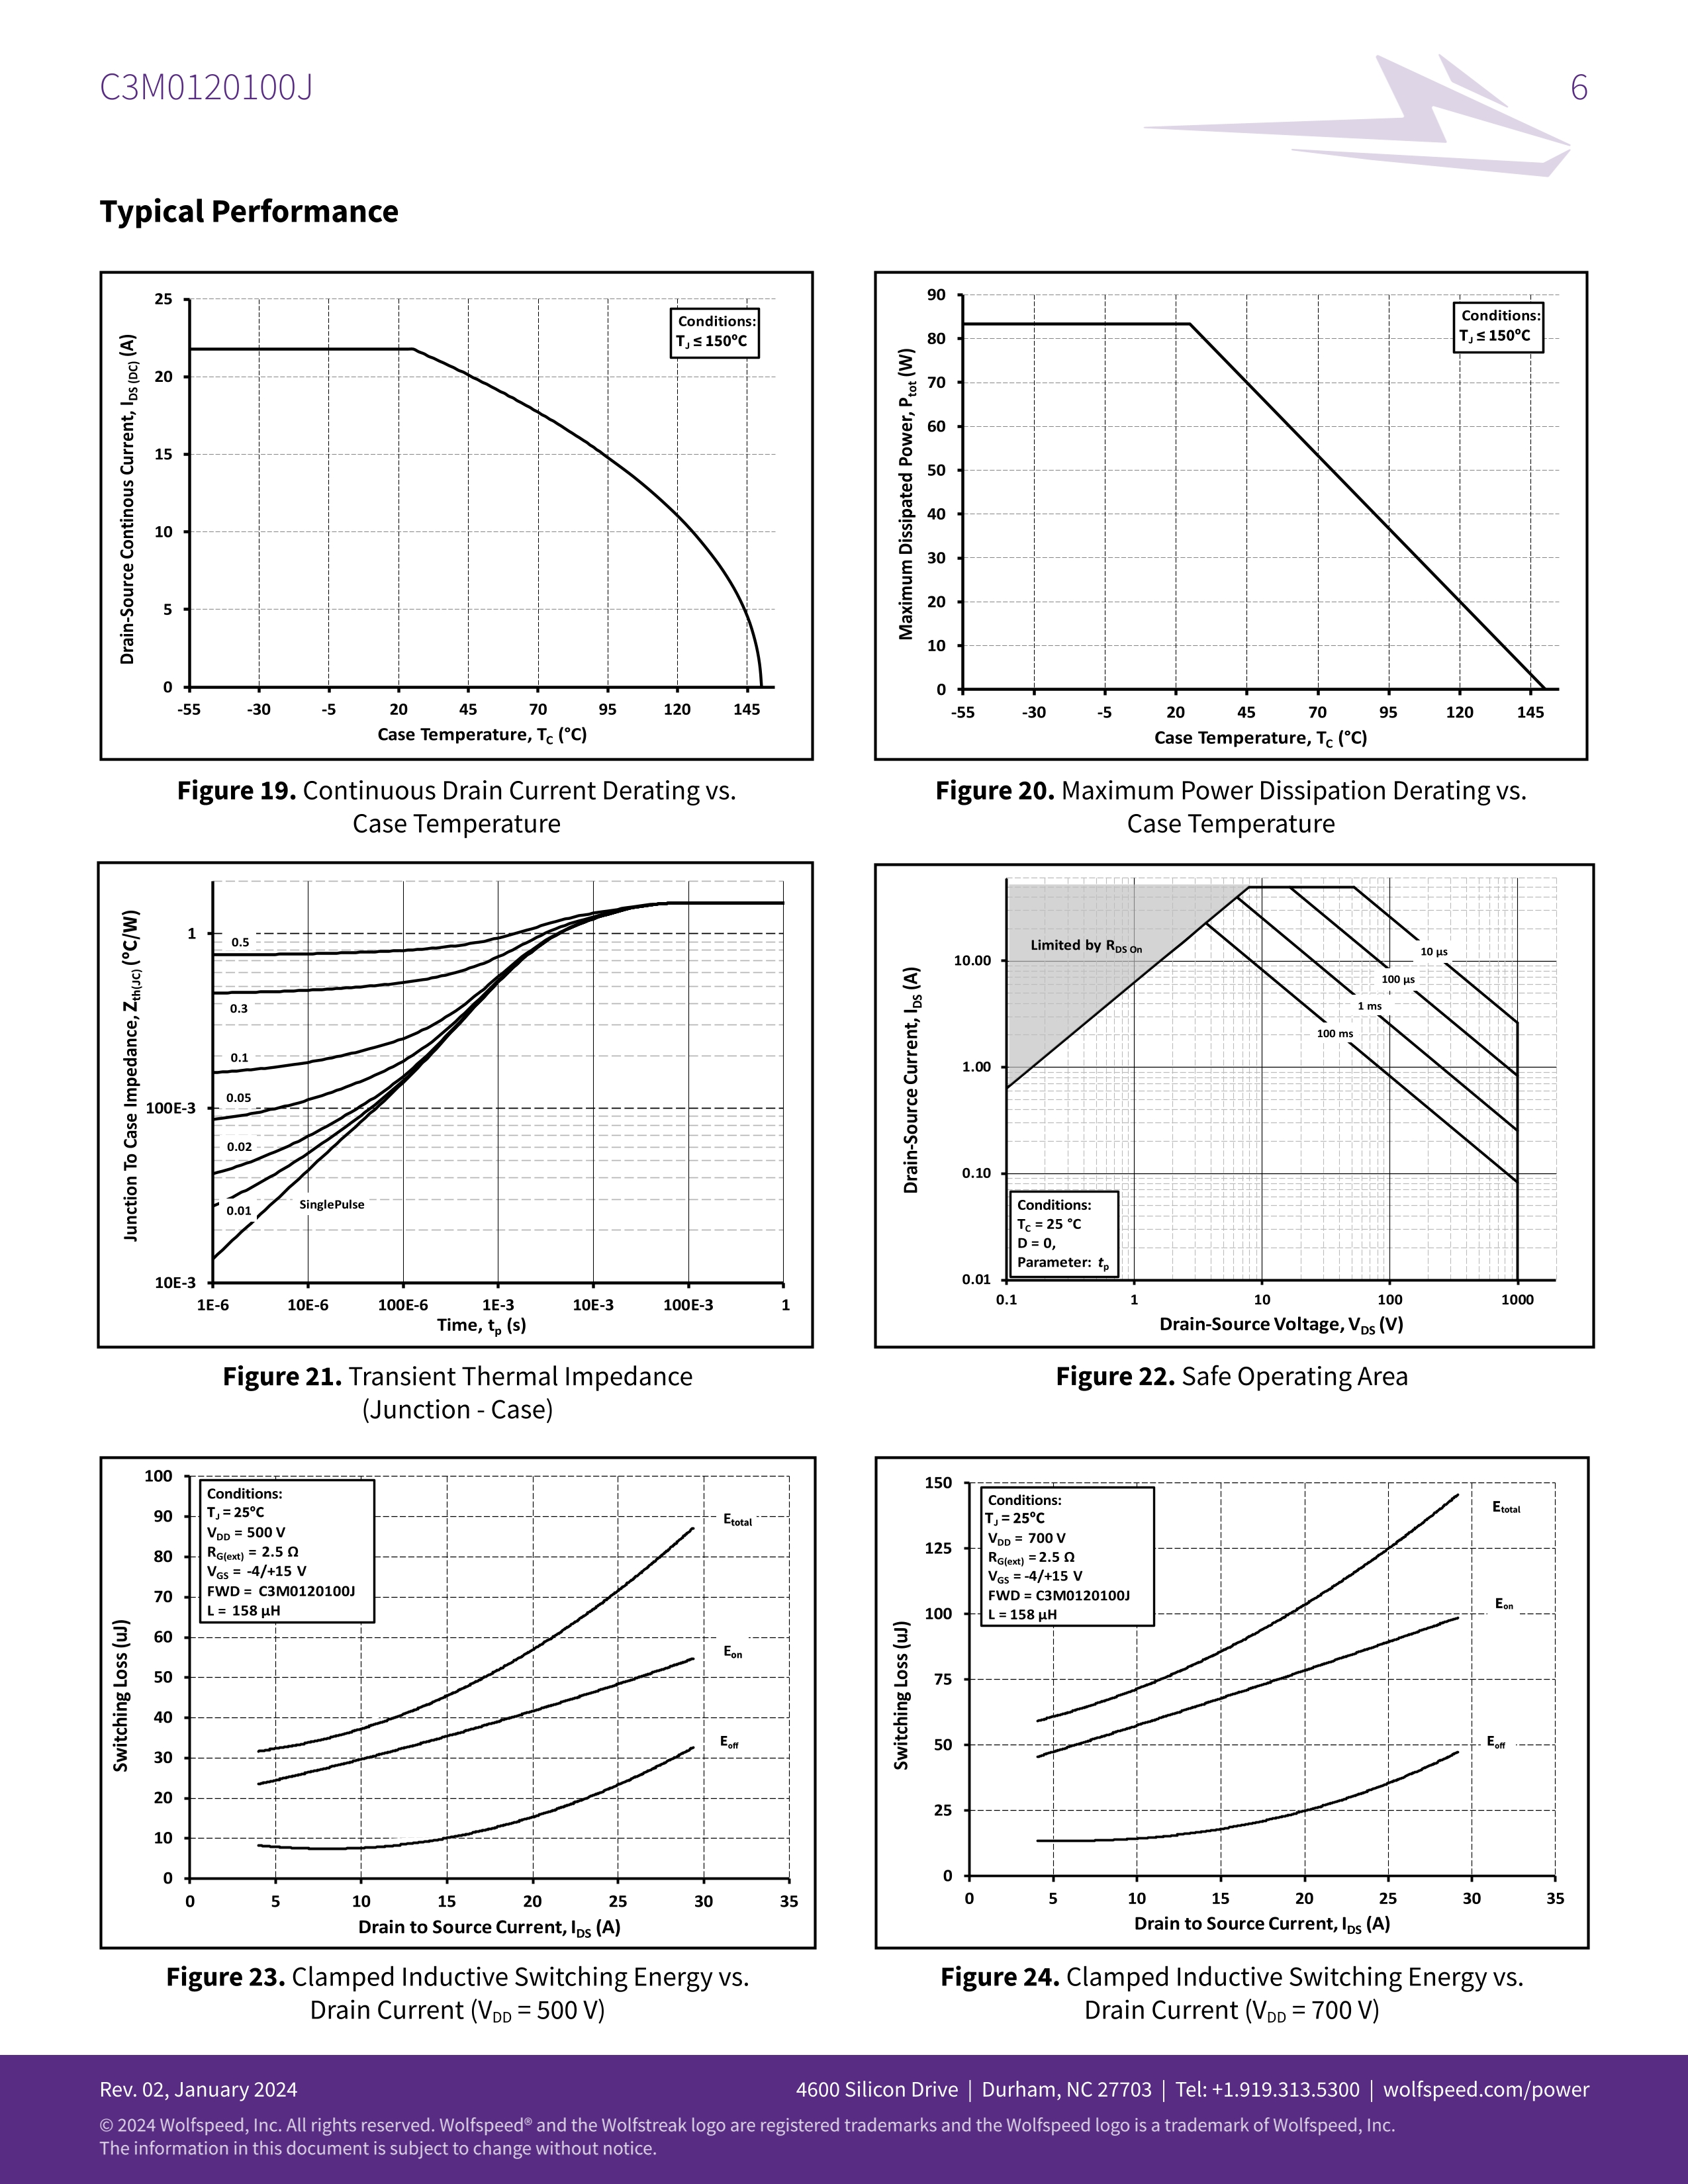 C3M0120100J
6
Typical Performance
25
20
15
10
5
0
-55 -30 -5 20 45 70 95 120 145
Drain-Source Continous Current, IDS (DC) (A)
Case Temperature, TC (°C)
Conditions:
TJ ≤ 150°C
Figure 19. Continuous Drain Current Derating vs.
Case Temperature
90
80
70
60
50
40
30
20
10
0
-55 -30 -5 20 45 70 95 120 145
Maximum Dissipated Power, Ptot (W)
Case Temperature, TC (°C)
Conditions:
TJ ≤ 150°C
Figure 20. Maximum Power Dissipation Derating vs.
Case Temperature
1
100E-3
10E-3
1E-6 10E-6 100E-6 1E-3 10E-3 100E-3 1
Junction To Case Impedance, Zth(JC) (°C/W)
Time, tp (s)
0.5
0.3
0.1
0.05
0.02
0.01
SinglePulse
Figure 21. Transient Thermal Impedance
(Junction - Case)
10.00
1.00
0.10
0.01
0.1 1 10 100 1000
Drain-Source Current, IDS (A)
Drain-Source Voltage, VDS (V)
Limited by RDS On
10 µs
100 µs
1 ms
100 ms
Conditions:
TC = 25 °C
D = 0,
Parameter: tp
Figure 22. Safe Operating Area
100
90
80
70
60
50
40
30
20
10
0
0 5 10 15 20 25 30 35
Switching Loss (uJ)
Drain to Source Current, IDS (A)
Conditions:
TJ = 25°C
VDD = 500 V
RG(ext) = 2.5 Ω
VGS = -4/+15 V
FWD = C3M0120100J
L = 158 µH
Etotal
Eon
Eoff
Figure 23. Clamped Inductive Switching Energy vs.
Drain Current (VDD = 500 V)
150
125
100
75
50
25
0
0 5 10 15 20 25 30 35
Switching Loss (uJ)
Drain to Source Current, IDS (A)
Conditions:
TJ = 25°C
VDD = 700 V
RG(ext) = 2.5 Ω
VGS = -4/+15 V
FWD = C3M0120100J
L = 158 µH
Etotal
Eon
Eoff
Figure 24. Clamped Inductive Switching Energy vs.
Drain Current (VDD = 700 V)
Rev. 02, January 2024
4600 Silicon Drive | Durham, NC 27703 | Tel: +1.919.313.5300 | wolfspeed.com/power
© 2024 Wolfspeed, Inc. All rights reserved. Wolfspeed® and the Wolfstreak logo are registered trademarks and the Wolfspeed logo is a trademark of Wolfspeed, Inc.
The information in this document is subject to change without notice.